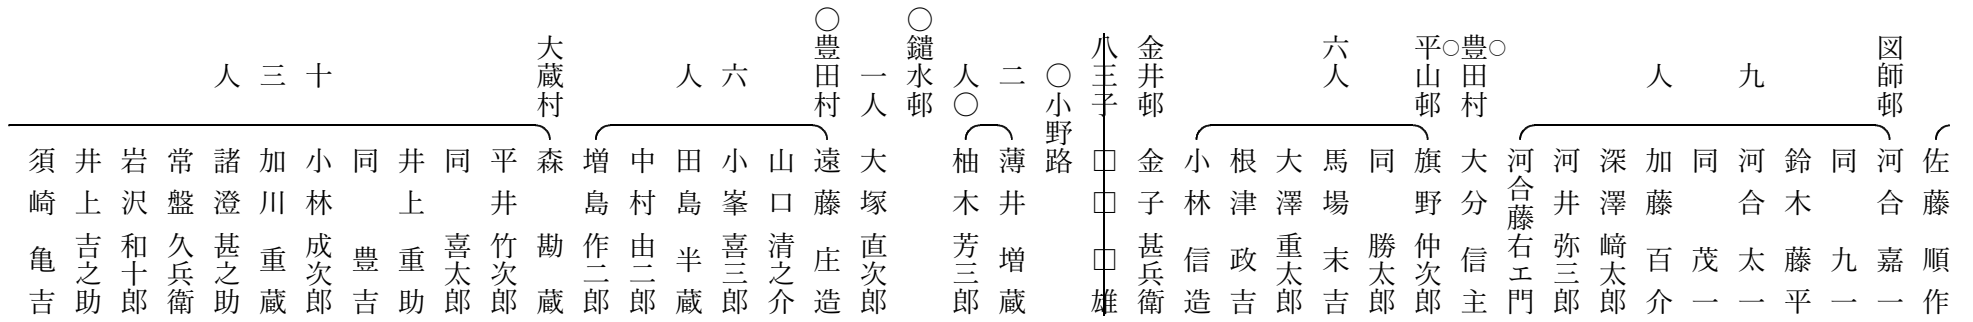 佐藤順作
図師邨
河合嘉一
同九一
鈴木藤平
河合太一
九
同茂一
加藤百介
人
深澤﨑太郎
河井弥三郎
河合藤右エ門
○豊田村 大分信主
○平山邨 旗野仲次郎
同勝太郎
六人
馬場末吉
大澤重太郎
根津政吉
小林信造
金井邨 金子甚兵衛
八王子 □□□雄
○小野路
二
薄井増蔵
人○
柚木芳三郎
○鑓水邨
一人 大塚直次郎
○豊田村 遠藤庄造
山口清之介
六
小峯喜三郎
人
田島半蔵
中村由二郎
増島作二郎
大蔵村 森勘蔵
平井竹次郎
同喜太郎
井上重助
同豊吉
十
小林成次郎
三
加川重蔵
人
諸澄甚之助
常盤久兵衛
岩沢和十郎
井上吉之助
須崎亀吉